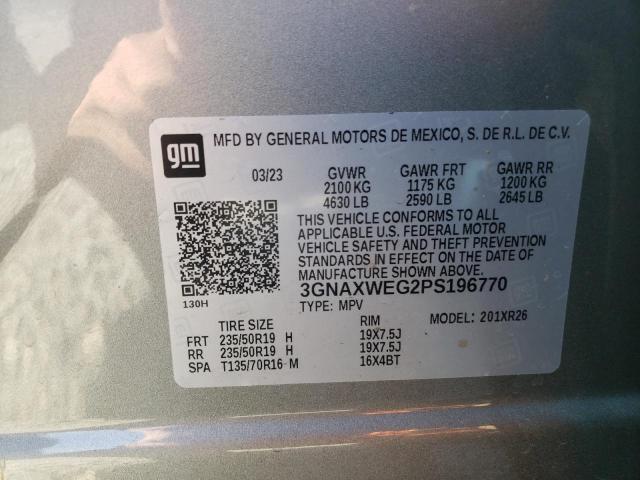 gm
MFD BY GENERAL MOTORS DE MEXICO, S. DE R.L. DE C.V.
03/23 GVWR GAWR FRT GAWR RR
2100 KG 1175 KG 1200 KG
4630 LB 2590 LB 2645 LB
THIS VEHICLE CONFORMS TO ALL
APPLICABLE U.S. FEDERAL MOTOR
VEHICLE SAFETY AND THEFT PREVENTION
STANDARDS IN EFFECT ON THE DATE OF
MANUFACTURE SHOWN ABOVE.
130H 3GNAXWEG2PS196770
TYPE: MPV MODEL: 201XR26
TIRE SIZE RIM
FRT 235/50R19 H 19X7.5J
RR 235/50R19 H 19X7.5J
SPA T135/70R16 M 16X4BT